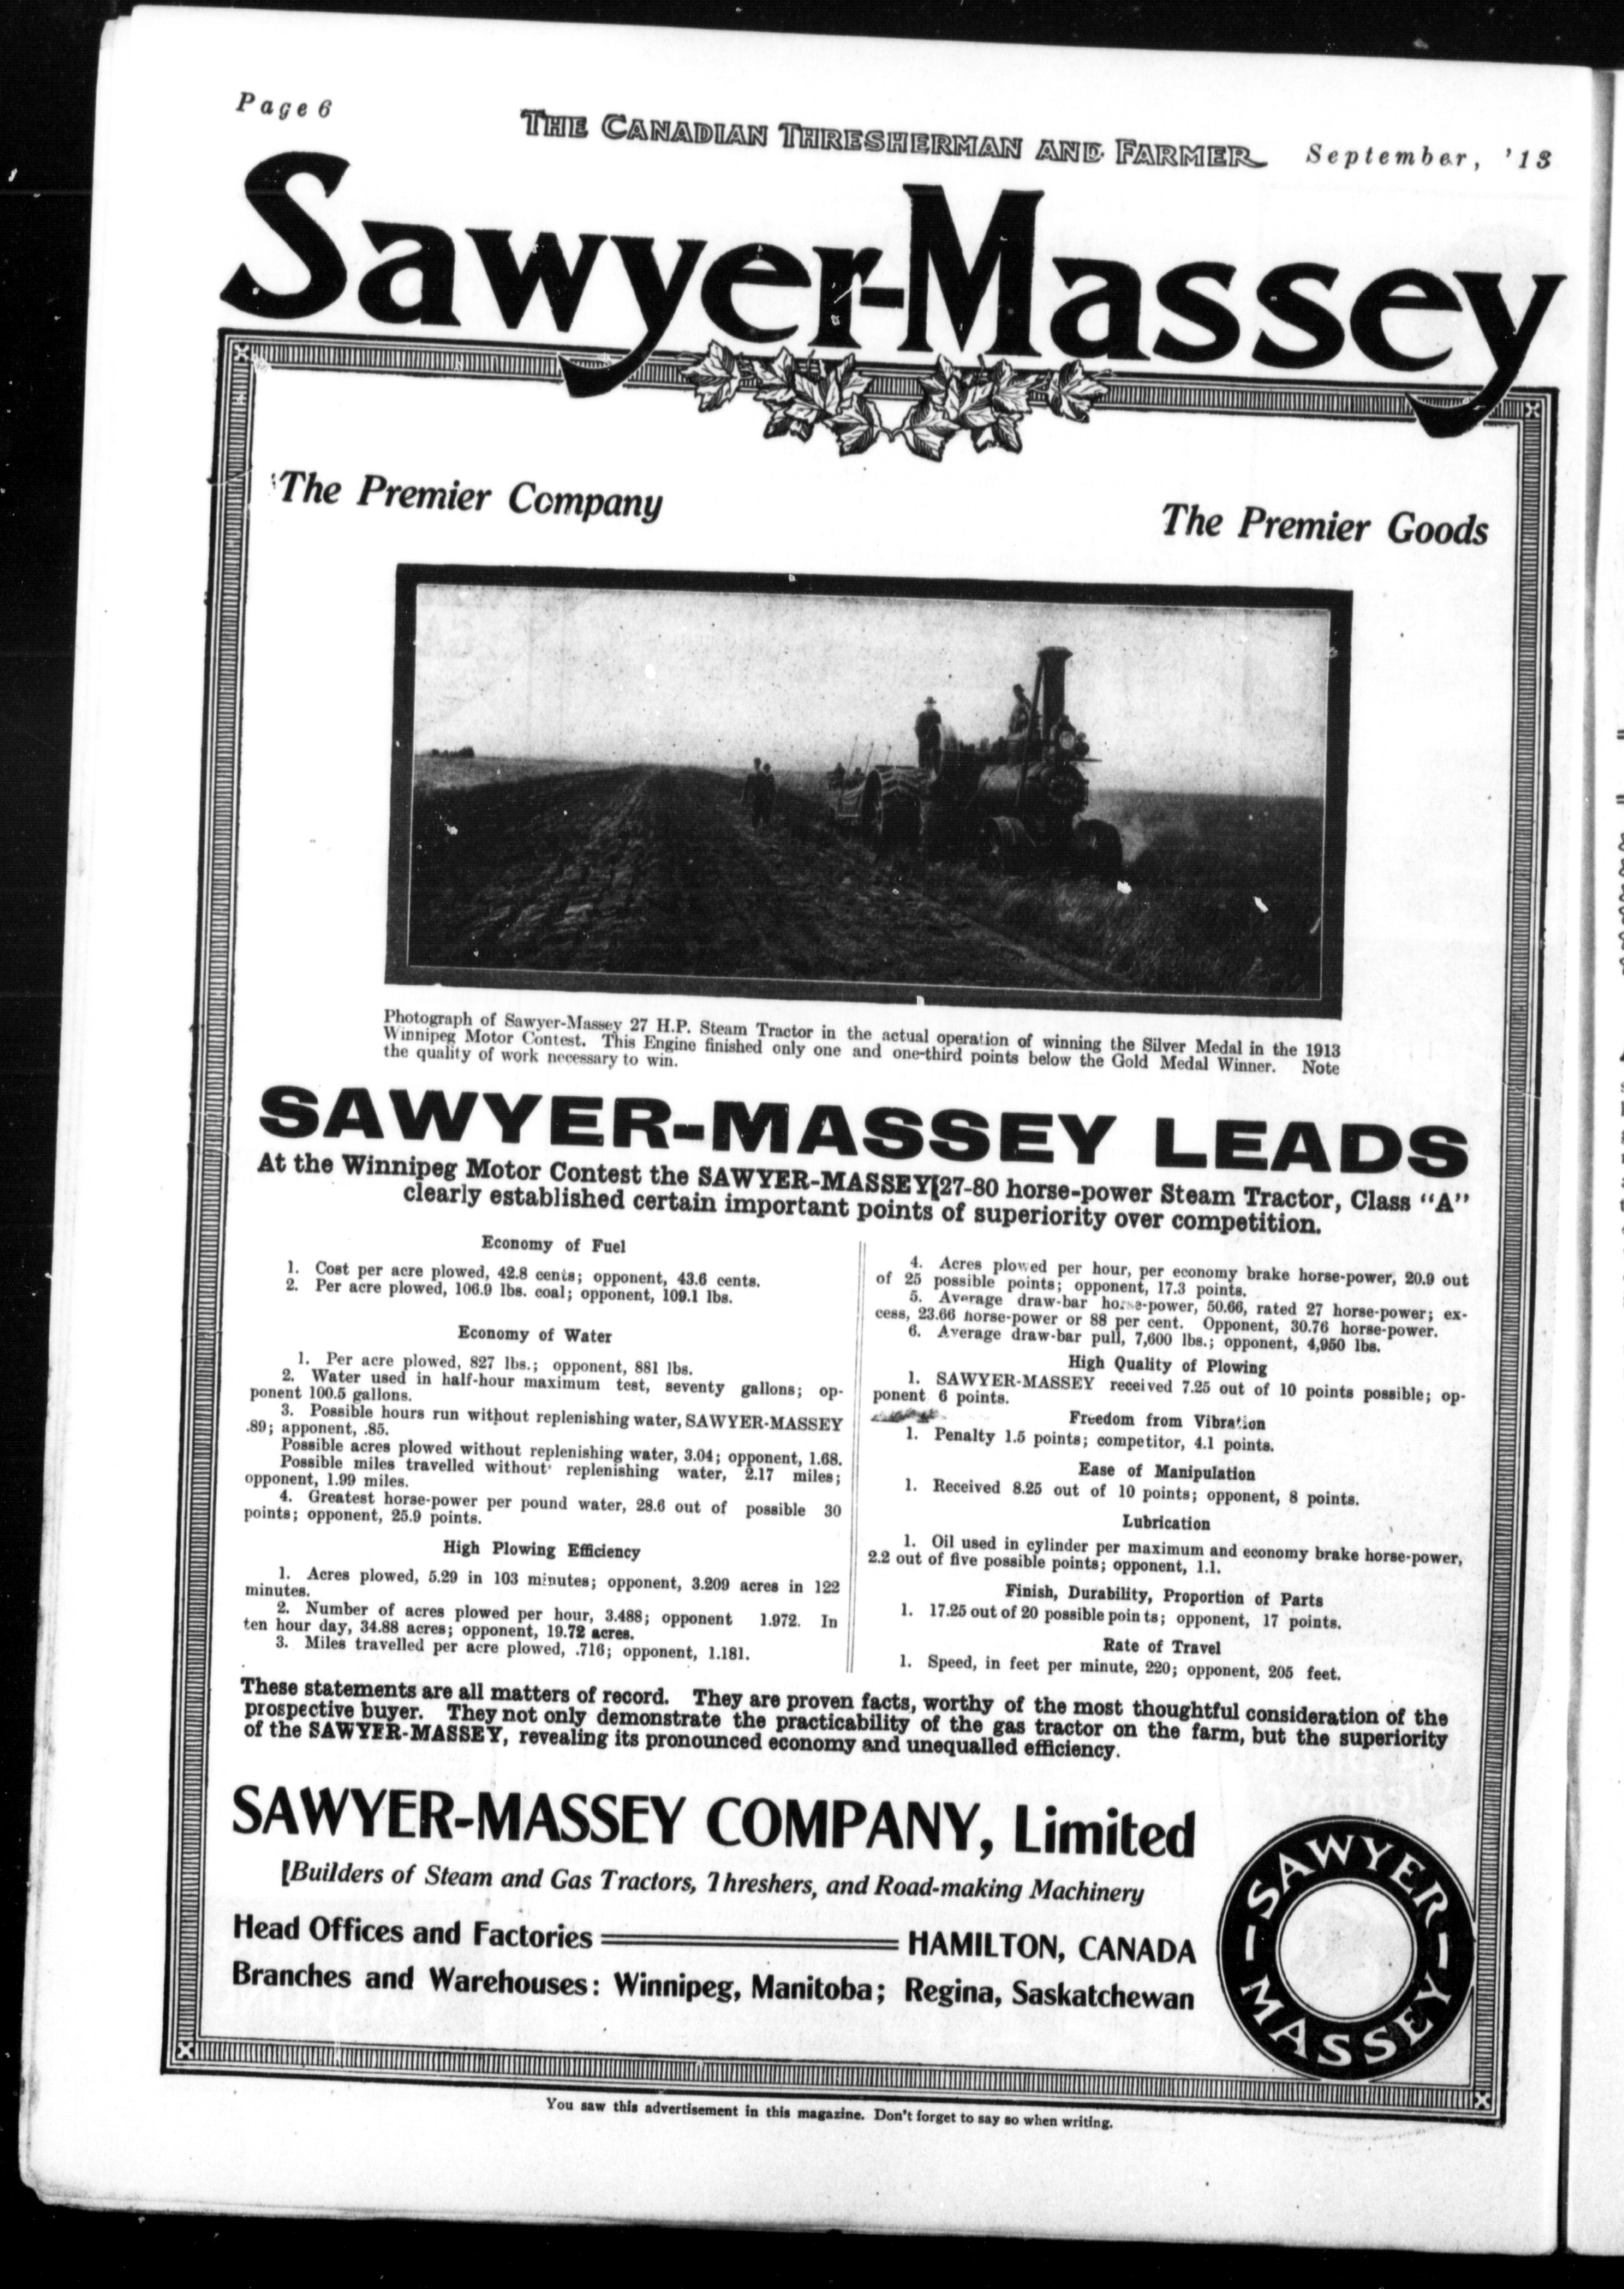 Page 6
THE CANADIAN THRESHERMAN AND FARMER
September, '13
Sawyer-Massey
The Premier Company
The Premier Goods
Photograph of Sawyer-Massey 27 H.P. Steam Tractor in the actual operation of winning the Silver Medal in the 1913
Winnipeg Motor Contest. This Engine finished only one and one-third points below the Gold Medal Winner. Note
the quality of work necessary to win.
SAWYER-MASSEY LEADS
At the Winnipeg Motor Contest the SAWYER-MASSEY[27-80 horse-power Steam Tractor, Class "A"
clearly established certain important points of superiority over competition.
Economy of Fuel
1. Cost per acre plowed, 42.8 cents; opponent, 43.6 cents.
2. Per acre plowed, 106.9 lbs. coal; opponent, 109.1 lbs.
Economy of Water
1. Per acre plowed, 827 lbs.; opponent, 881 lbs.
2. Water used in half-hour maximum test, seventy gallons; op-
ponent 100.5 gallons.
3. Possible hours run without replenishing water, SAWYER-MASSEY
.89; apponent, .85.
Possible acres plowed without replenishing water, 3.04; opponent, 1.68.
Possible miles travelled without replenishing water, 2.17 miles;
opponent, 1.99 miles.
4. Greatest horse-power per pound water, 28.6 out of possible 30
points; opponent, 25.9 points.
High Plowing Efficiency
1. Acres plowed, 5.29 in 103 minutes; opponent, 3.209 acres in 122
minutes.
2. Number of acres plowed per hour, 3.488; opponent 1.972. In
ten hour day, 34.88 acres; opponent, 19.72 acres.
3. Miles travelled per acre plowed, .716; opponent, 1.181.
4. Acres plowed per hour, per economy brake horse-power, 20.9 out
of 25 possible points; opponent, 17.3 points.
5. Average draw-bar horse-power, 50.66, rated 27 horse-power; ex-
cess, 23.66 horse-power or 88 per cent. Opponent, 30.76 horse-power.
6. Average draw-bar pull, 7,600 lbs.; opponent, 4,950 lbs.
High Quality of Plowing
1. SAWYER-MASSEY received 7.25 out of 10 points possible; op-
ponent 6 points.
Freedom from Vibration
1. Penalty 1.5 points; competitor, 4.1 points.
Ease of Manipulation
1. Received 8.25 out of 10 points; opponent, 8 points.
Lubrication
1. Oil used in cylinder per maximum and economy brake horse-power,
2.2 out of five possible points; opponent, 1.1.
Finish, Durability, Proportion of Parts
1. 17.25 out of 20 possible points; opponent, 17 points.
Rate of Travel
1. Speed, in feet per minute, 220; opponent, 205 feet.
These statements are all matters of record. They are proven facts, worthy of the most thoughtful consideration of the
prospective buyer. They not only demonstrate the practicability of the gas tractor on the farm, but the superiority
of the SAWYER-MASSEY, revealing its pronounced economy and unequalled efficiency.
SAWYER-MASSEY COMPANY, Limited
[Builders of Steam and Gas Tractors, Threshers, and Road-making Machinery
Head Offices and Factories HAMILTON, CANADA
Branches and Warehouses: Winnipeg, Manitoba; Regina, Saskatchewan
SAWYER
MASSEY
You saw this advertisement in this magazine. Don't forget to say so when writing.